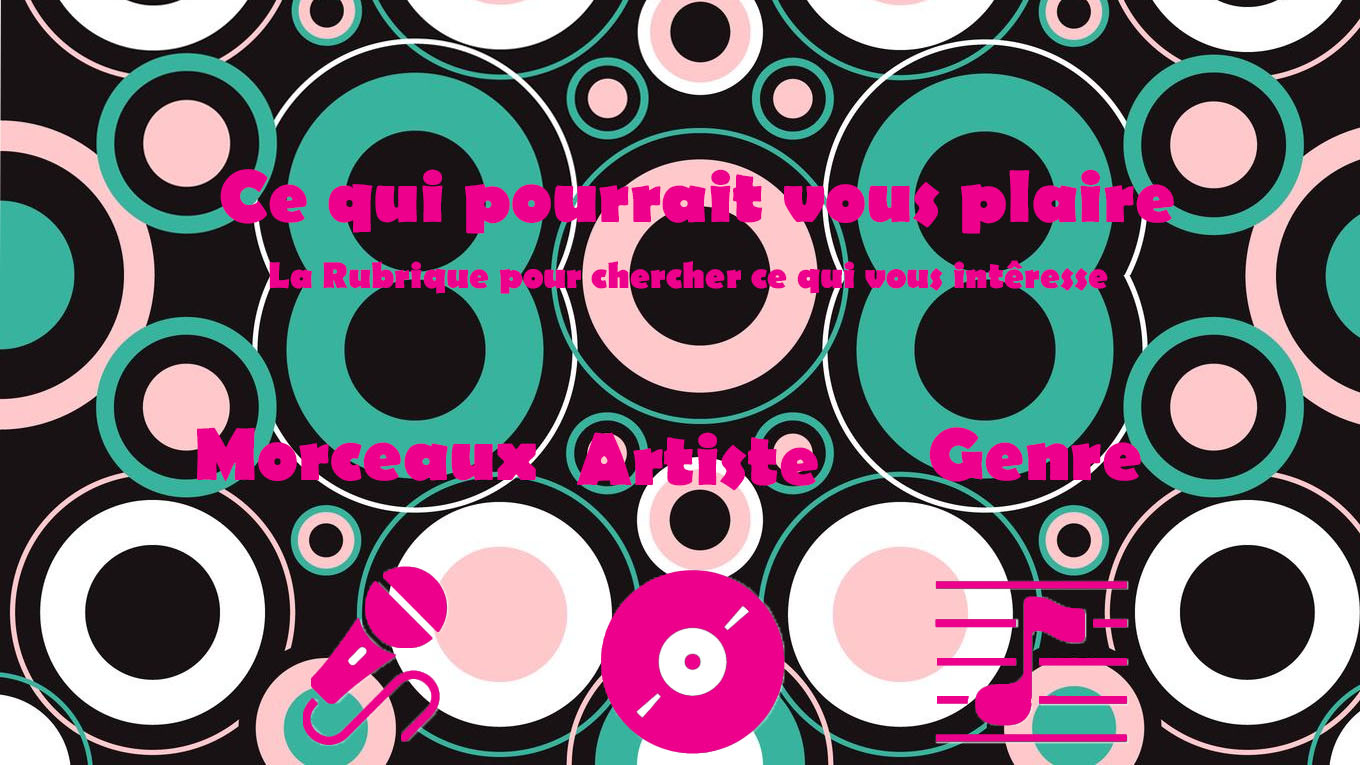 Ce qui pourrait vous plaire
La Rubrique pour chercher ce qui vous intéresse
Morceaux Artiste Genre